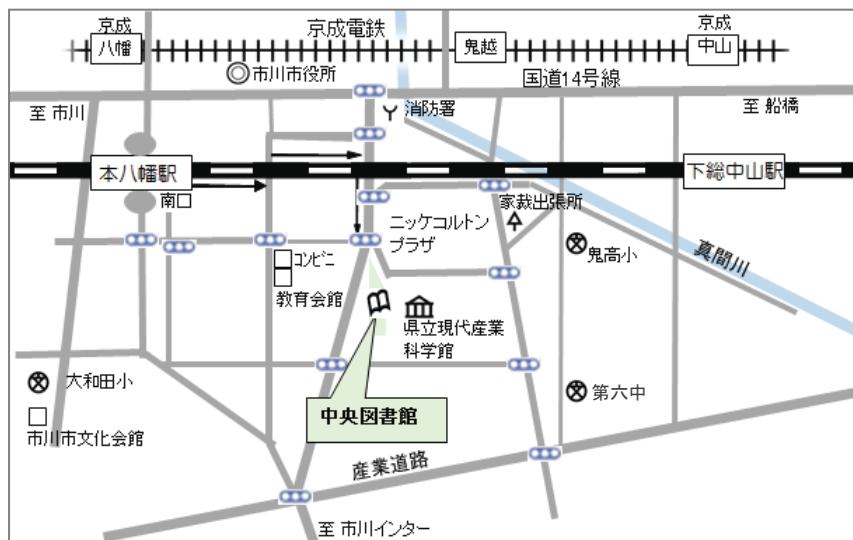 京成
八幡
京成電鉄
鬼越
京成
中山
市川市役所
国道14号線
至 市川
消防署
至 船橋
本八幡駅
下総中山駅
南口
家裁出張所
ニッケコルトン
プラザ
コンビニ
教育会館
鬼高小
真間川
県立現代産業
科学館
大和田小
第六中
中央図書館
市川市文化会館
産業道路
至 市川インター